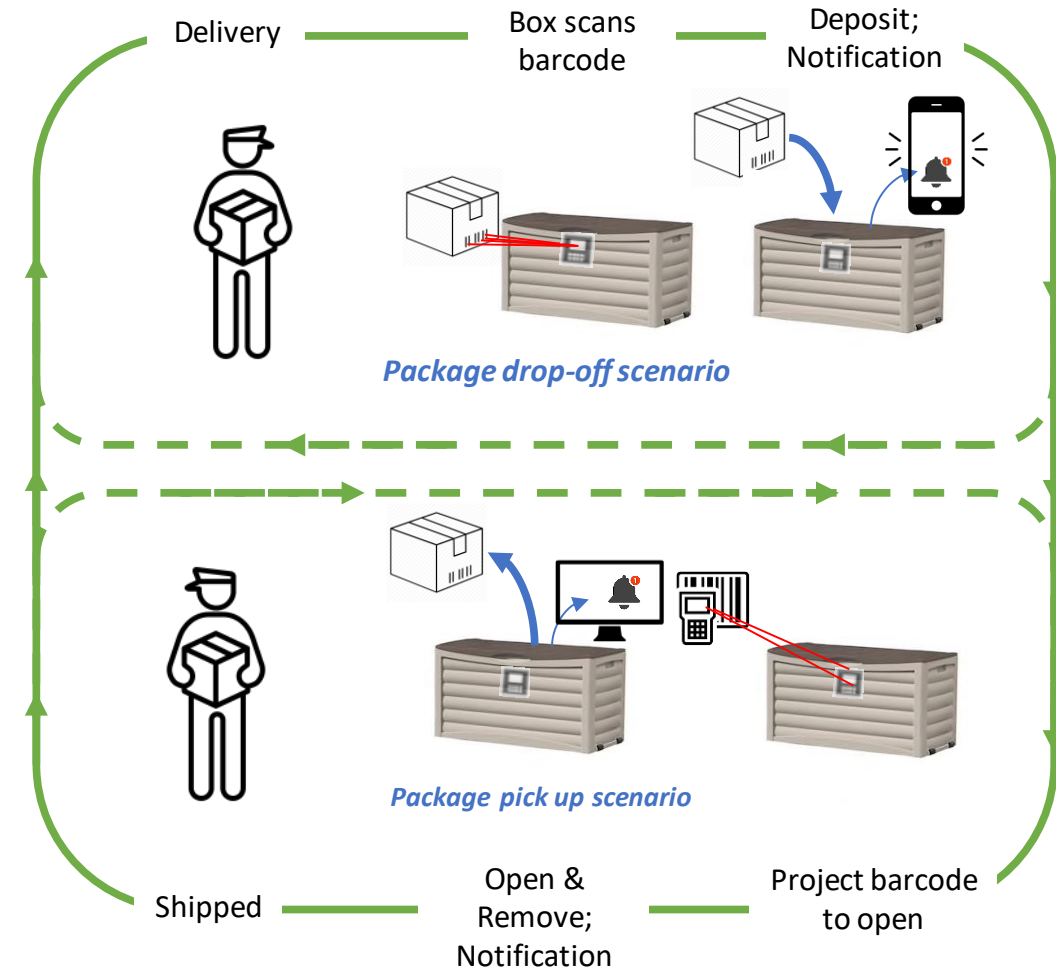 Delivery
Box scans
barcode
Deposit;
Notification
Package drop-off scenario
Package pick up scenario
Shipped
Open &
Remove;
Notification
Project barcode
to open